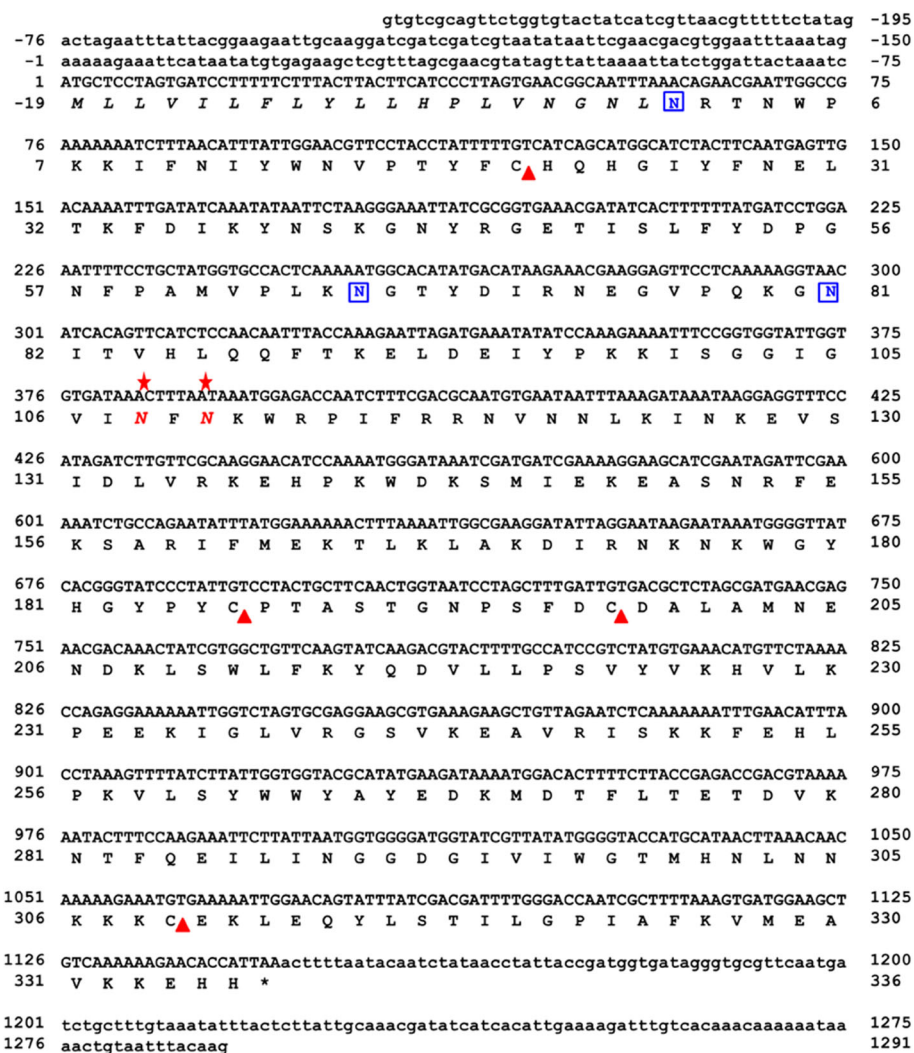 gtgtcgcagttctggtgtactatcatcgttaacgtttttctatag -195
-76 actagaatttattacggaagaattgcaaggatcgatcgatcgtaatataattcgaacgacgtggaatttaaatag -150
-1 aaaaagaaattcataatatgtgagaagctcgtttagaacgtatagttattaaaattatctggattactaaatc -75
1 ATGCTCCTAGTGATCCTTTTTCTTTACTTACTTCATCCCTTAGTGAACGGCAATTTAAACAGAACGAATTGGCCG 75
-19 M L L V I L F L Y L L H P L V N G N L N R T N W P 6
76 AAAAAAATCTTTAACATTTATTGGAACGTTCCTACCTATTTTTGTCATCAGCATGGCATCTACTTCAATGAGTTG 150
7 K K I F N I Y W N V P T Y F C H Q H G I Y F N E L 31
151 ACAAAATTTGATATCAAATATAATTCTAAGGGAAATTATCGCGGTGAAACGATATCACTTTTTTATGATCCTGGA 225
32 T K F D I K Y N S K G N Y R G E T I S L F Y D P G 56
226 AATTTTCCTGCTATGGTGCCACTCAAAAATGGCACATATGACATAAGAAACGAAGGAGTTCCTCAAAAAGGTAAC 300
57 N F P A M V P L K N G T Y D I R N E G V P Q K G N 81
301 ATCACAGTTCATCTCCAACAATTTACCAAAGAATTAGATGAAATATATCCAAAGAAAATTTCCGGTGGTATTGGT 375
82 I T V H L Q Q F T K E L D E I Y P K K I S G G I G 105
376 GTGATAAACTTTAATAAATGGAGACCAATCTTTCGACGCAATGTGAATAATTTAAAGATAAATAAGGAGGTTTCC 425
106 V I N F N K W R P I F R R N V N N L K I N K E V S 130
426 ATAGATCTTGTTCGCAAGGAACATCCAAAATGGGATAAATCGATGATCGAAAAGGAAGCATCGAATAGATTCGAA 600
131 I D L V R K E H P K W D K S M I E K E A S N R F E 155
601 AAATCTGCCAGAATATTTATGGAAAAAACTTTAAAATTGGCGAAGGATATTAGGAATAAGAATAAATGGGGTTAT 675
156 K S A R I F M E K T L K L A K D I R N K N K W G Y 180
676 CACGGGTATCCCTATTGTCCTACTGCTTCAACTGGTAATCCTAGCTTTGATTGTGACGCTCTAGCGATGAACGAG 750
181 H G Y P Y C P T A S T G N P S F D C D A L A M N E 205
751 AACGACAAACTATCGTGGCTGTTCAAGTATCAAGACGTACTTTTGCCATCCGTCTATGTGAAACATGTTCTAAAA 825
206 N D K L S W L F K Y Q D V L L P S V Y V K H V L K 230
826 CCAGAGGAAAAAATTGGTCTAGTGCGAGGAAGCGTGAAAGAAGCTGTTAGAATCTCAAAAAAATTTGAACATTTA 900
231 P E E K I G L V R G S V K E A V R I S K K F E H L 255
901 CCTAAAGTTTTATCTTATTGGTGGTACGCATATGAAGATAAAATGGACACTTTTCTTACCGAGACCGACGTAAAA 975
256 P K V L S Y W W Y A Y E D K M D T F L T E T D V K 280
976 AATACTTTCCAAGAAATTCTTATTAATGGTGGGGATGGTATCGTTATATGGGGTACCATGCATAACTTAAACAAC 1050
281 N T F Q E I L I N G G D G I V I W G T M H N L N N 305
1051 AAAAAGAAATGTGAAAAATTGGAACAGTATTTATCGACGATTTTGGGACCAATCGCTTTTAAAGTGATGGAAGCT 1125
306 K K K C E K L E Q Y L S T I L G P I A F K V M E A 330
1126 GTCAAAAAAGAACACCATTAAacttttaatacaatctataacctattaccgatggtgatagggtgcgttcaatga 1200
331 V K K E H H * 336
1201 tctgctttgtaaatatttactcttattgcaaacgatatcatcacattgaaaagatttgtcacaaacaaaaaataa 1275
1276 aactgtaatttacaag 1291